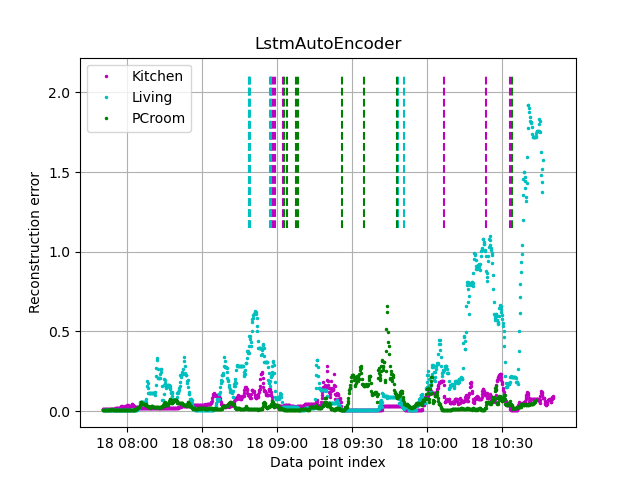 LstmAutoEncoder
Kitchen
Living
PCroom
Reconstruction error
2.0
1.5
1.0
0.5
0.0
18 08:00 18 08:30 18 09:00 18 09:30 18 10:00 18 10:30
Data point index